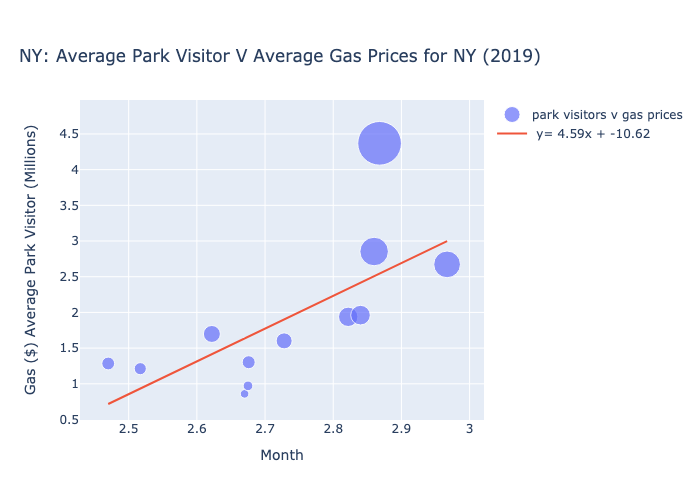 NY: Average Park Visitor V Average Gas Prices for NY (2019)
park visitors v gas prices
y= 4.59x + -10.62
Gas ($) Average Park Visitor (Millions)
4.5
4
3.5
3
2.5
2
1.5
1
0.5
2.5 2.6 2.7 2.8 2.9 3
Month